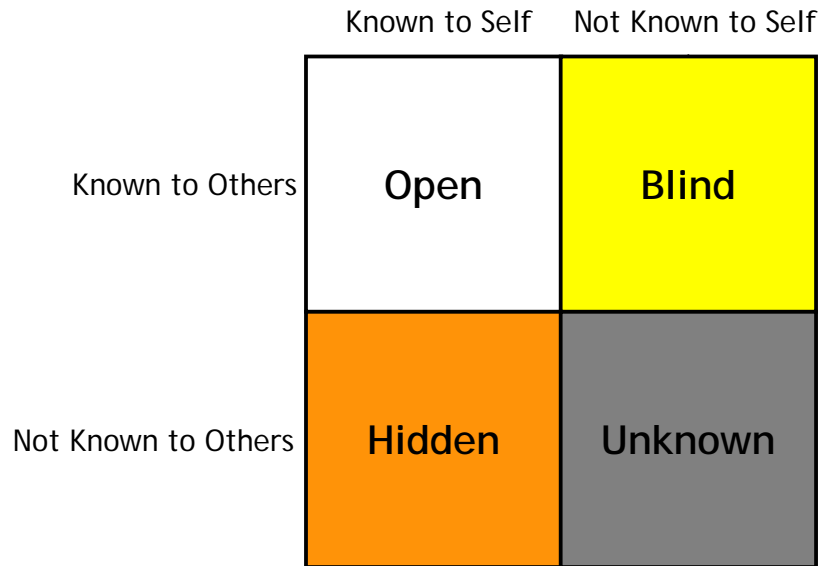 Known to Self Not Known to Self
Known to Others Open Blind
Not Known to Others Hidden Unknown